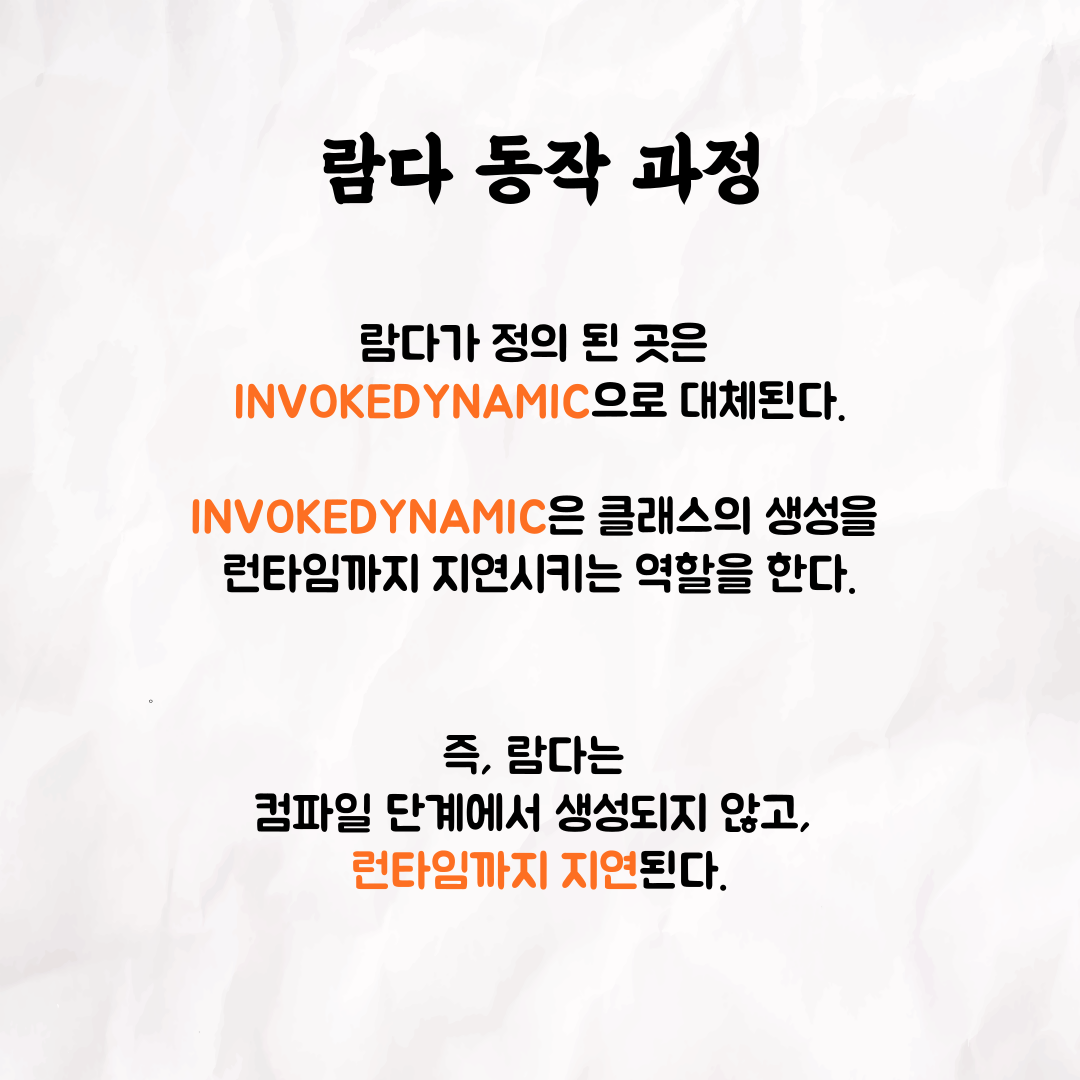 람다 동작 과정
람다가 정의 된 곳은
INVOKEDYNAMIC으로 대체된다.
INVOKEDYNAMIC은 클래스의 생성을
런타임까지 지연시키는 역할을 한다.
。
즉, 람다는
컴파일 단계에서 생성되지 않고,
런타임까지 지연된다.